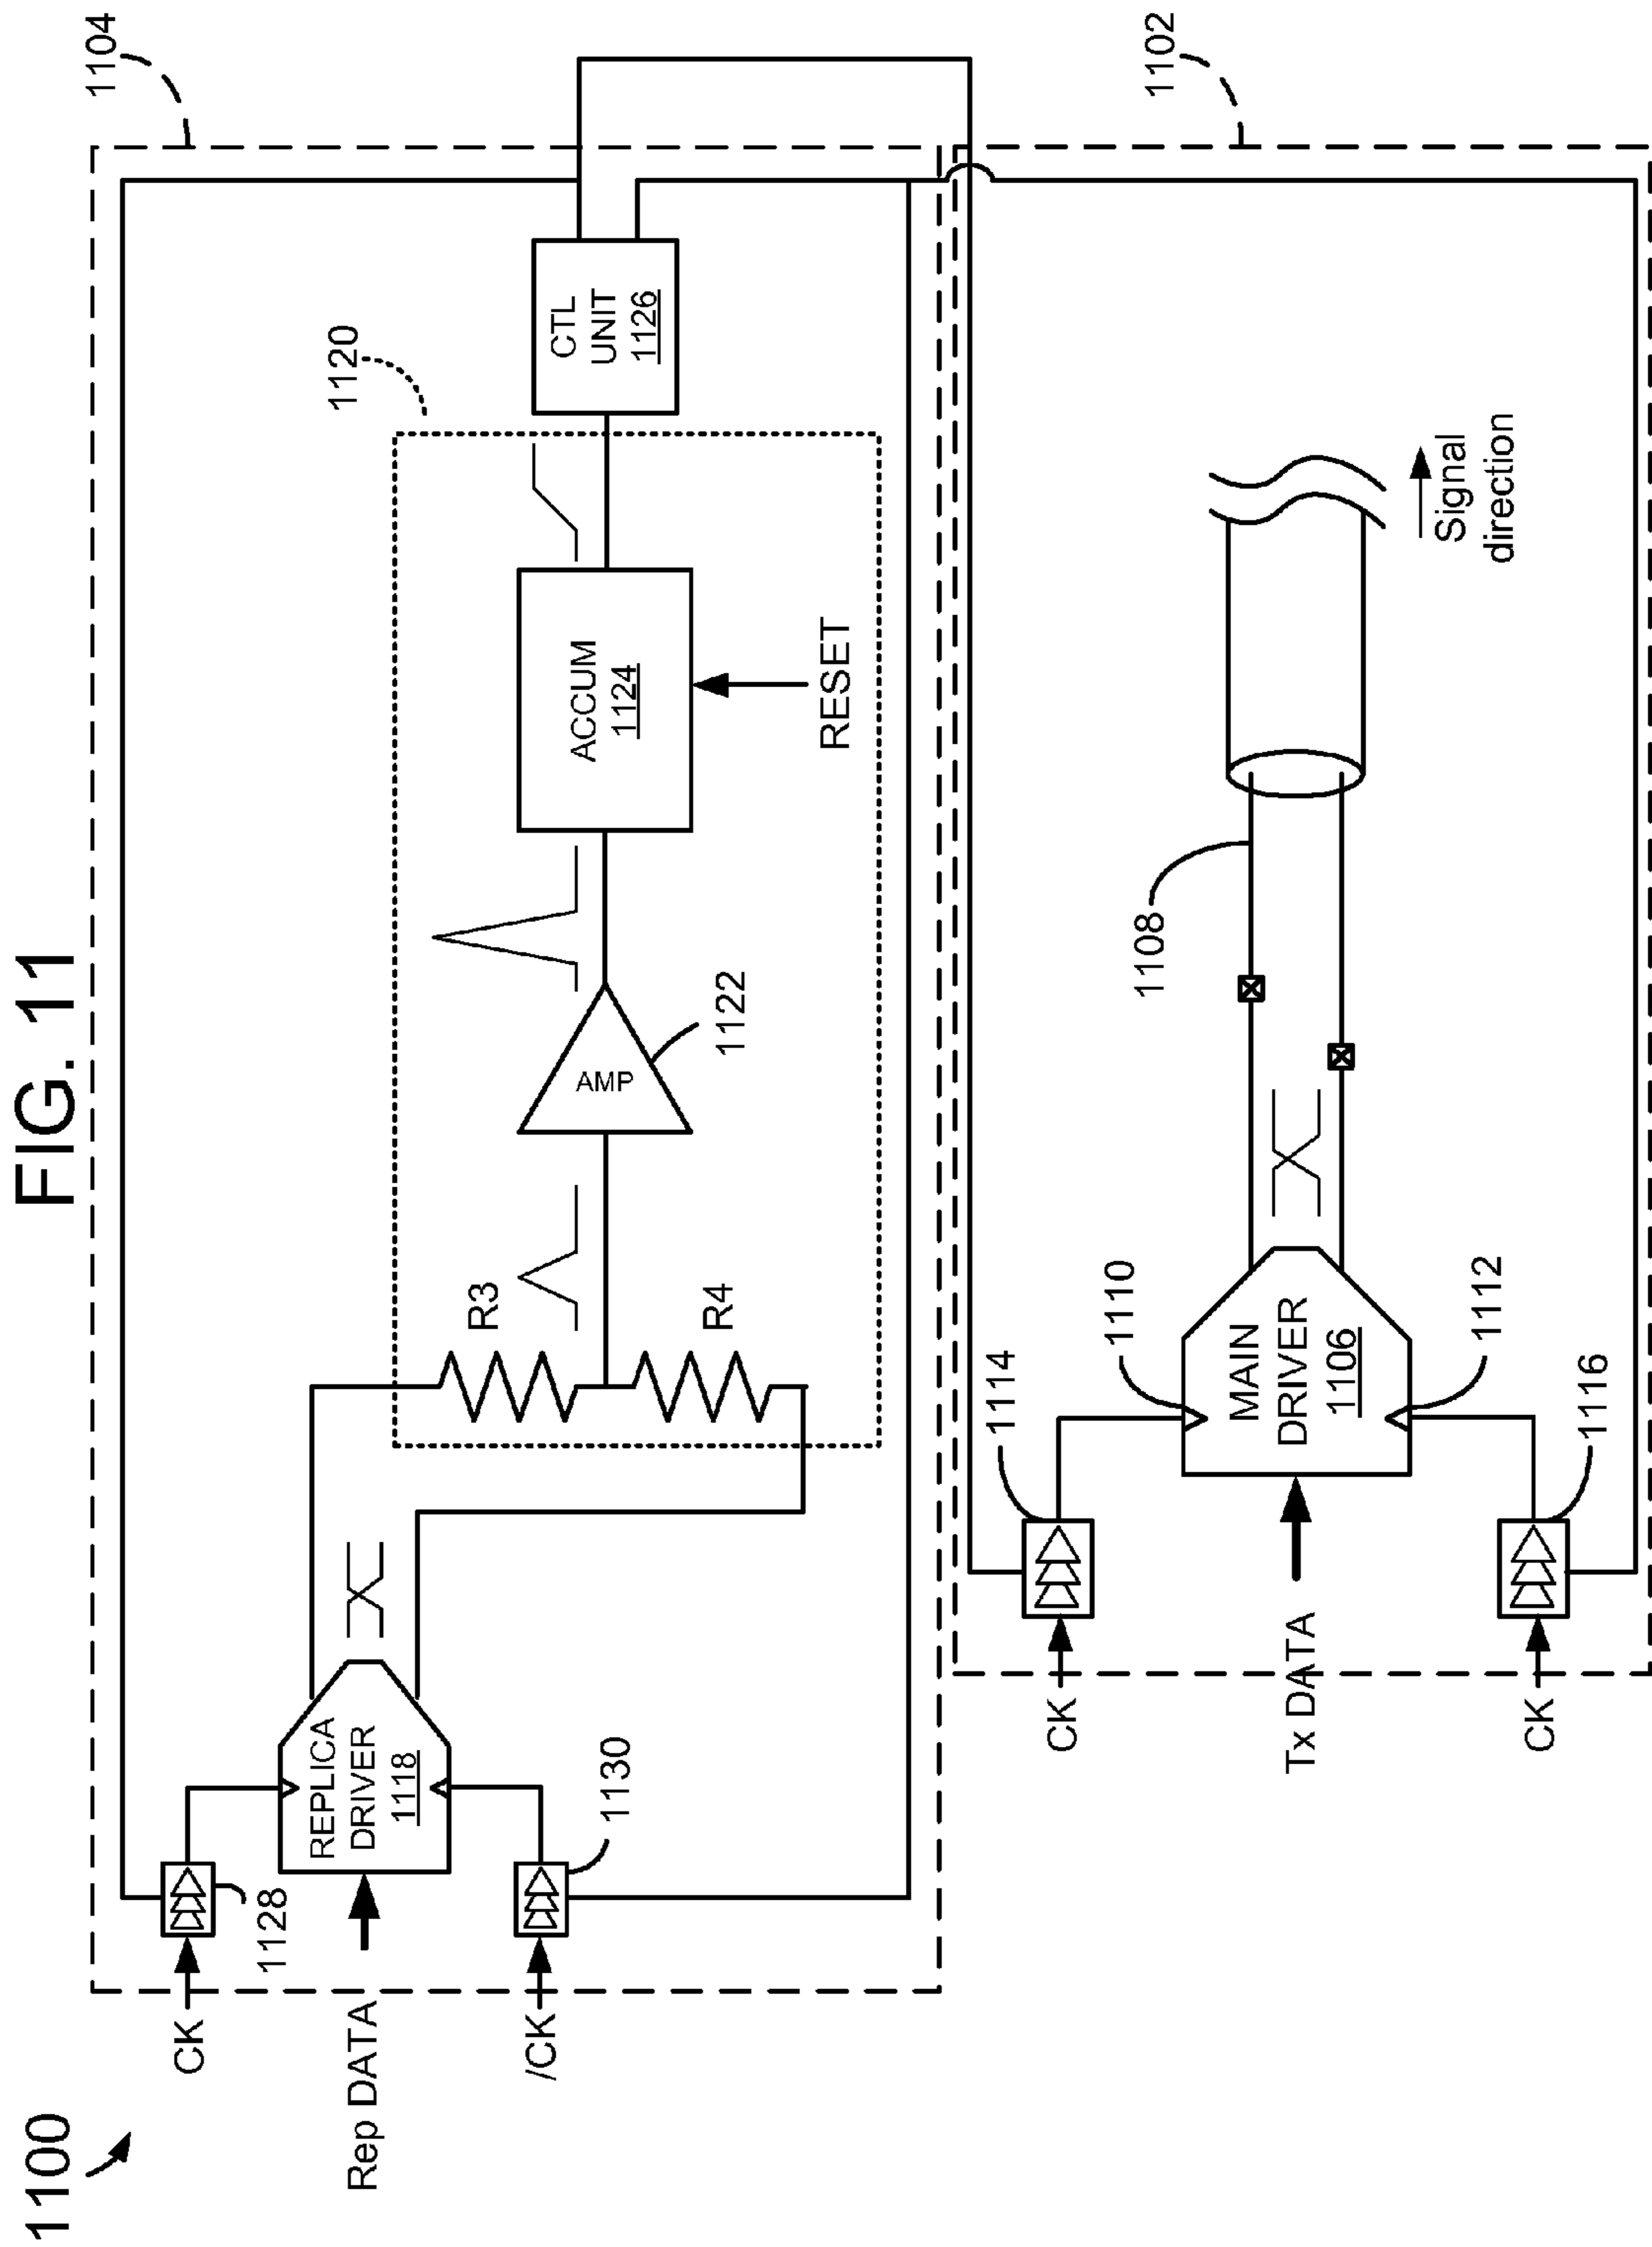 FIG. 11
1100
1104
CK
1128
Rep DATA
REPLICA
DRIVER
1118
/CK
1130
R3
R4
1120
AMP
1122
ACCUM
1124
RESET
CTL
UNIT
1126
1102
CK
1114
1110
Tx DATA
MAIN
DRIVER
1106
1112
CK
1116
1108
Signal
direction